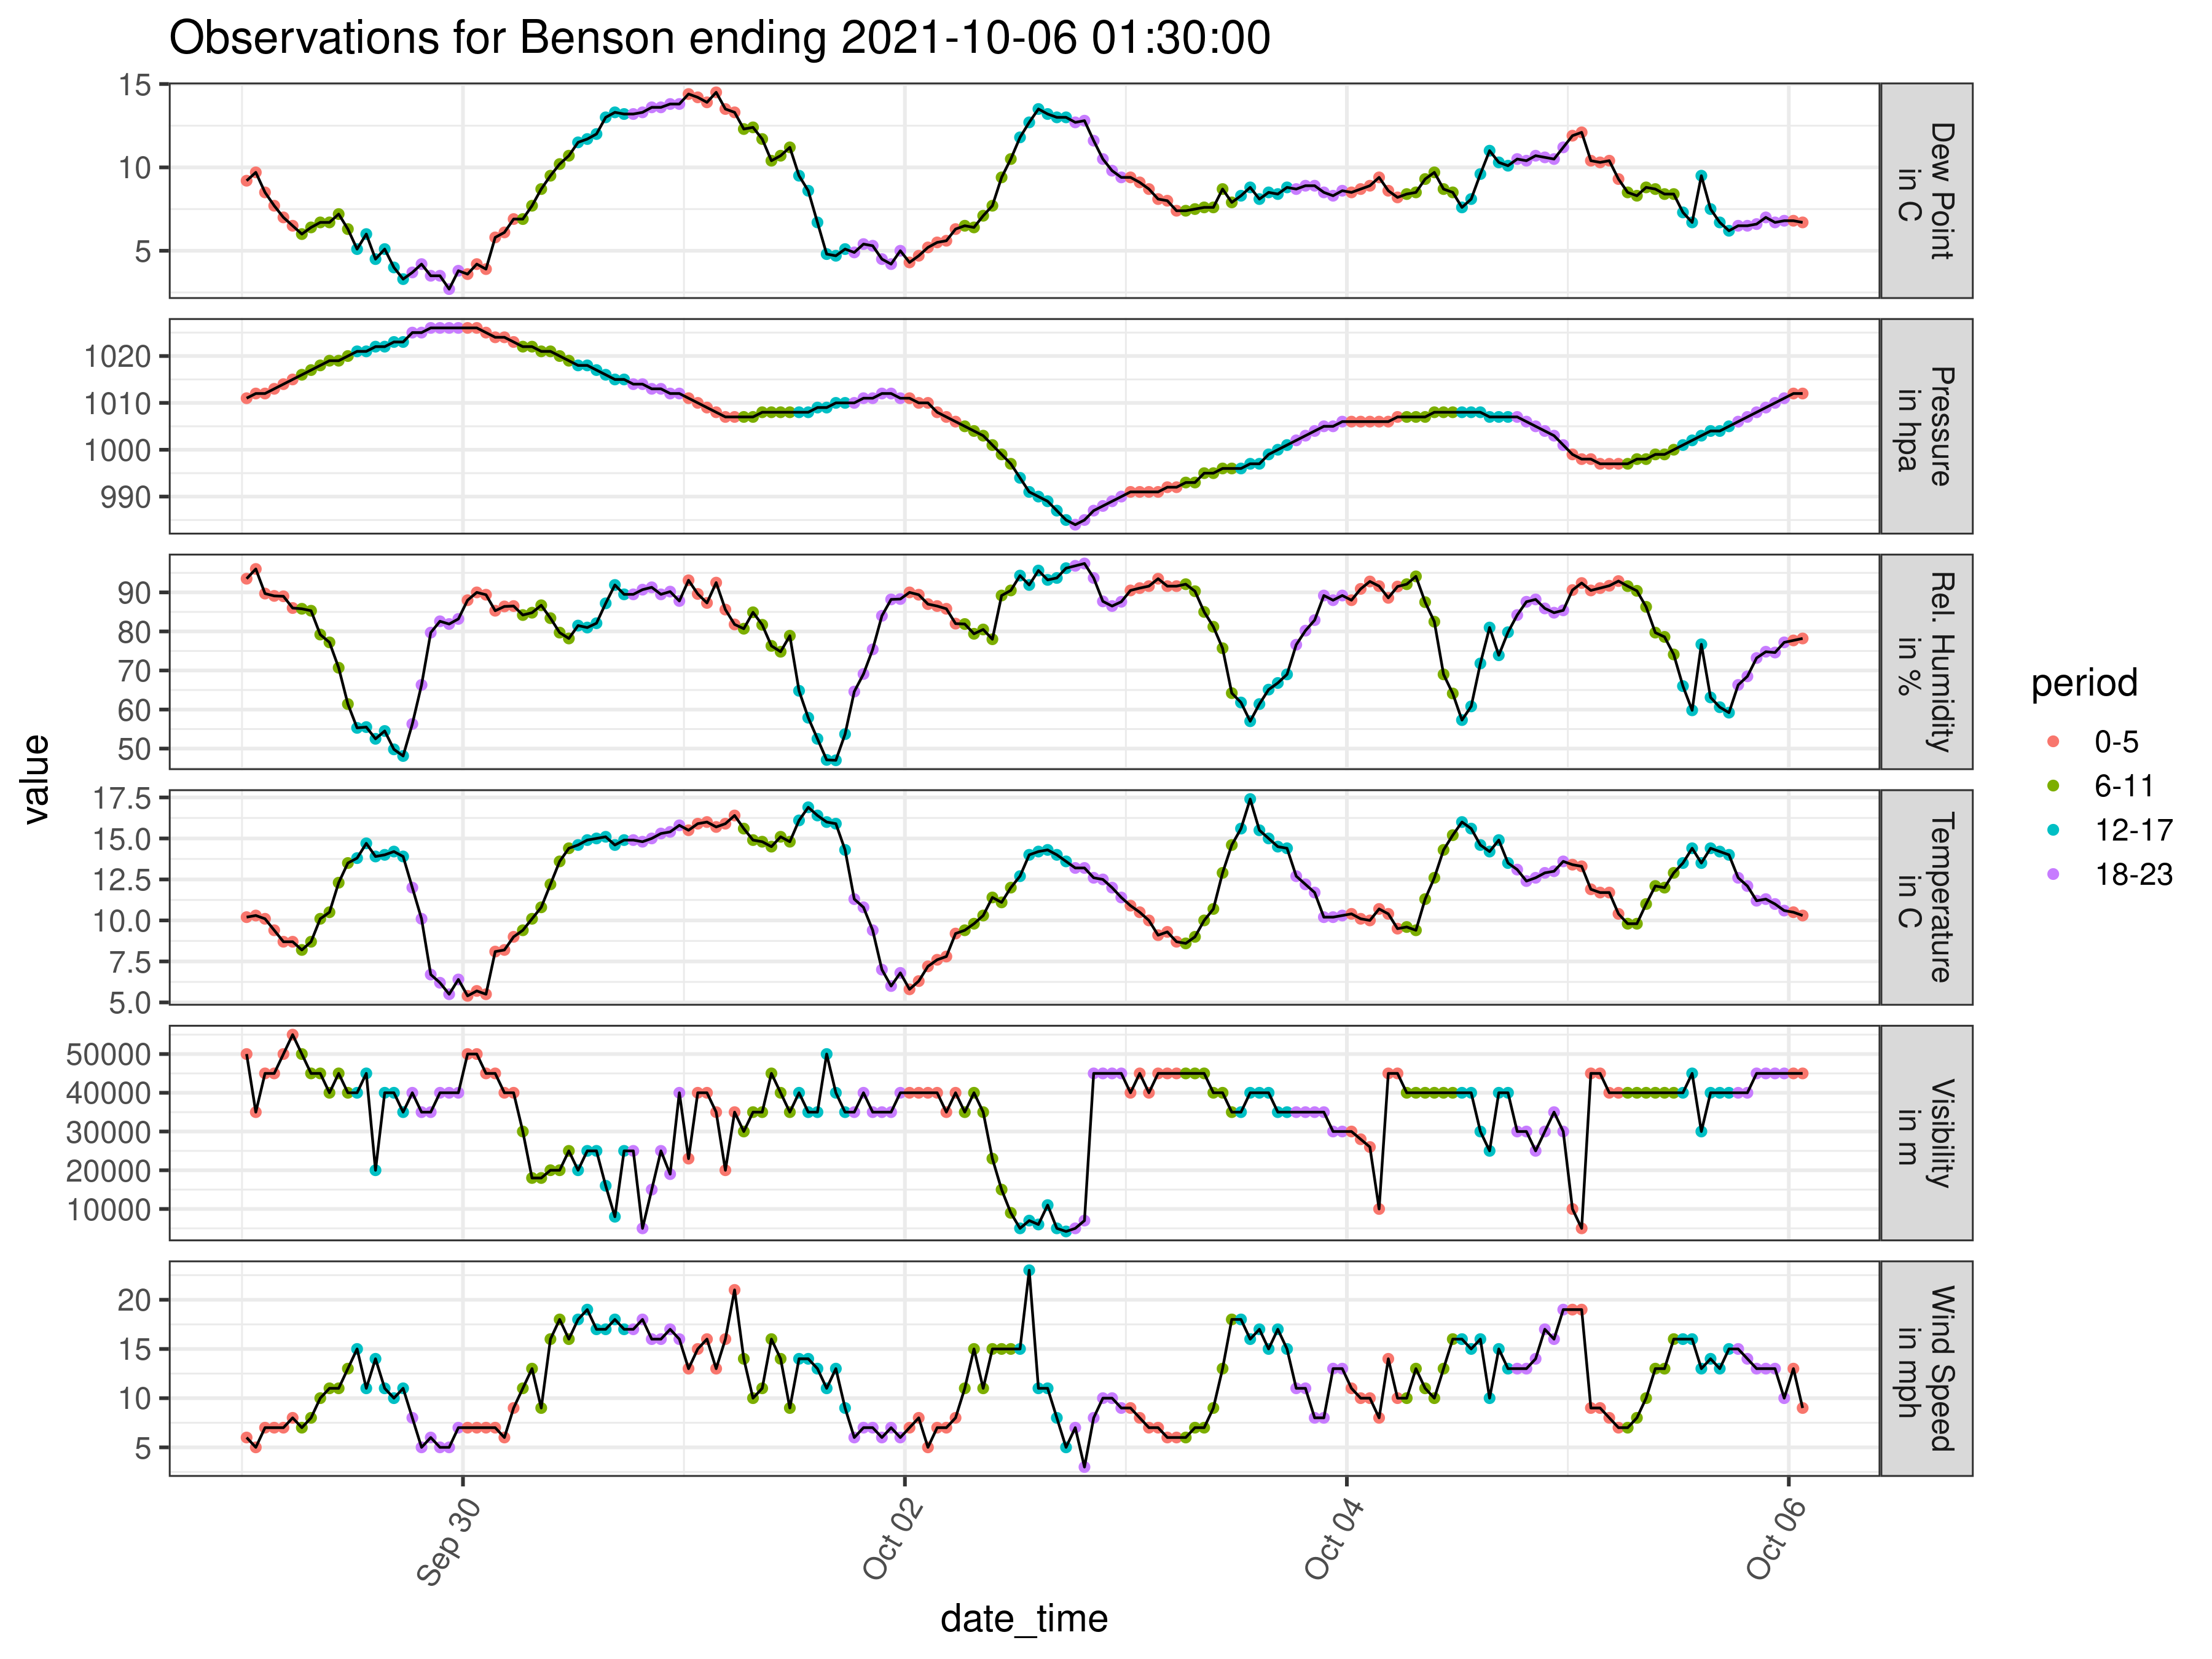 Observations for Benson ending 2021-10-06 01:30:00
value
15
10
5
Dew Point
in C
1020
1010
1000
990
Pressure
in hpa
90
80
70
60
50
Rel. Humidity
in %
17.5
15.0
12.5
10.0
7.5
5.0
Temperature
in C
50000
40000
30000
20000
10000
Visibility
in m
20
15
10
5
Wind Speed
in mph
Sep 30
Oct 02
Oct 04
Oct 06
date_time
period
0-5
6-11
12-17
18-23